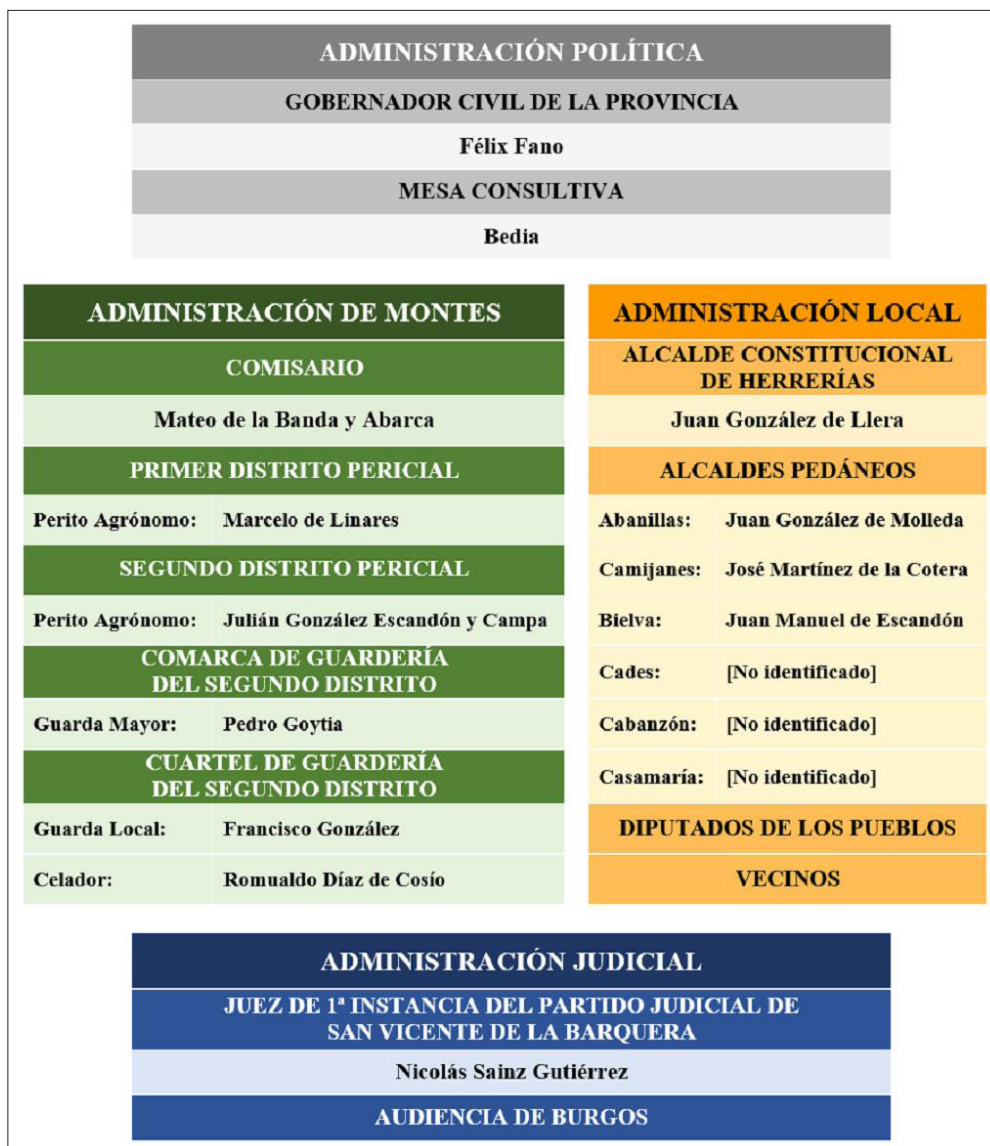 ADMINISTRACIÓN POLÍTICA
GOBERNADOR CIVIL DE LA PROVINCIA
Félix Fano
MESA CONSULTIVA
Bedia
ADMINISTRACIÓN DE MONTES
COMISARIO
Mateo de la Banda y Abarca
PRIMER DISTRITO PERICIAL
Perito Agrónomo: Marcelo de Linares
SEGUNDO DISTRITO PERICIAL
Perito Agrónomo: Julián González Escandón y Campa
COMARCA DE GUARDERÍA
DEL SEGUNDO DISTRITO
Guarda Mayor: Pedro Goytia
CUARTEL DE GUARDERÍA
DEL SEGUNDO DISTRITO
Guarda Local: Francisco González
Celador: Romualdo Díaz de Cosío
ADMINISTRACIÓN LOCAL
ALCALDE CONSTITUCIONAL
DE HERRERÍAS
Juan González de Llera
ALCALDES PEDÁNEOS
Abanillas: Juan González de Molleda
Camijanes: José Martínez de la Cotera
Bielva: Juan Manuel de Escandón
Cades: [No identificado]
Cabanzón: [No identificado]
Casamaría: [No identificado]
DIPUTADOS DE LOS PUEBLOS
VECINOS
ADMINISTRACIÓN JUDICIAL
JUEZ DE 1ª INSTANCIA DEL PARTIDO JUDICIAL DE
SAN VICENTE DE LA BARQUERA
Nicolás Sainz Gutiérrez
AUDIENCIA DE BURGOS